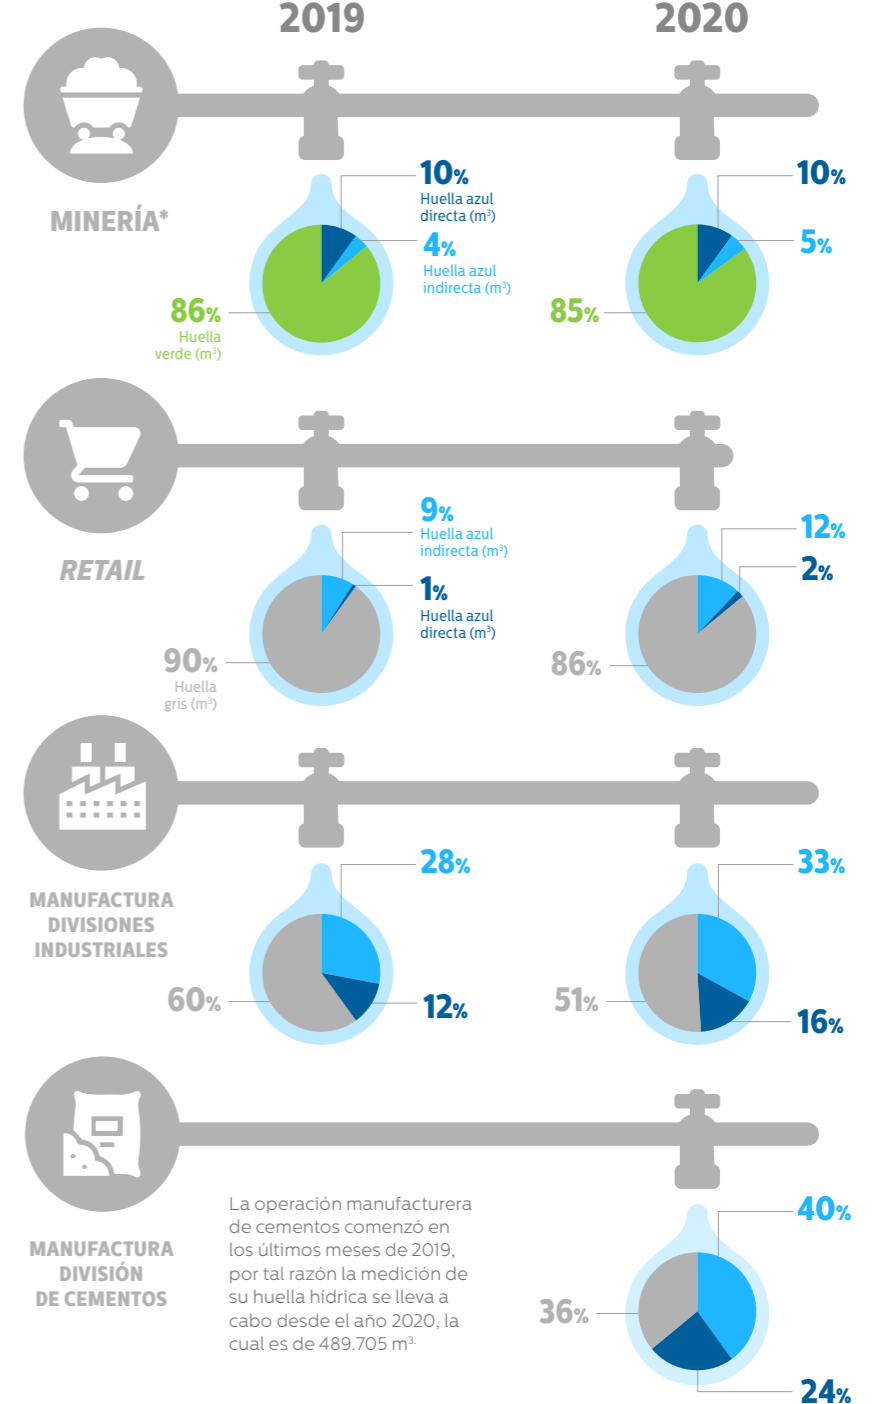 2019
2020
MINERÍA*
10%
Huella azul
directa (m³)
4%
Huella azul
indirecta (m³)
86%
Huella
verde (m³)
10%
5%
85%
RETAIL
9%
Huella azul
indirecta (m³)
1%
Huella azul
directa (m³)
90%
Huella
gris (m³)
12%
2%
86%
MANUFACTURA
DIVISIONES
INDUSTRIALES
28%
60%
12%
33%
51%
16%
MANUFACTURA
DIVISIÓN
DE CEMENTOS
La operación manufacturera
de cementos comenzó en
los últimos meses de 2019,
por tal razón la medición de
su huella hídrica se lleva a
cabo desde el año 2020, la
cual es de 489.705 m³.
40%
36%
24%